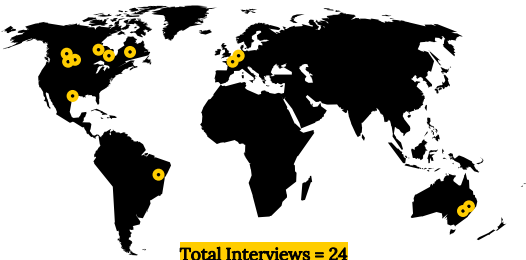 Total Interviews = 24